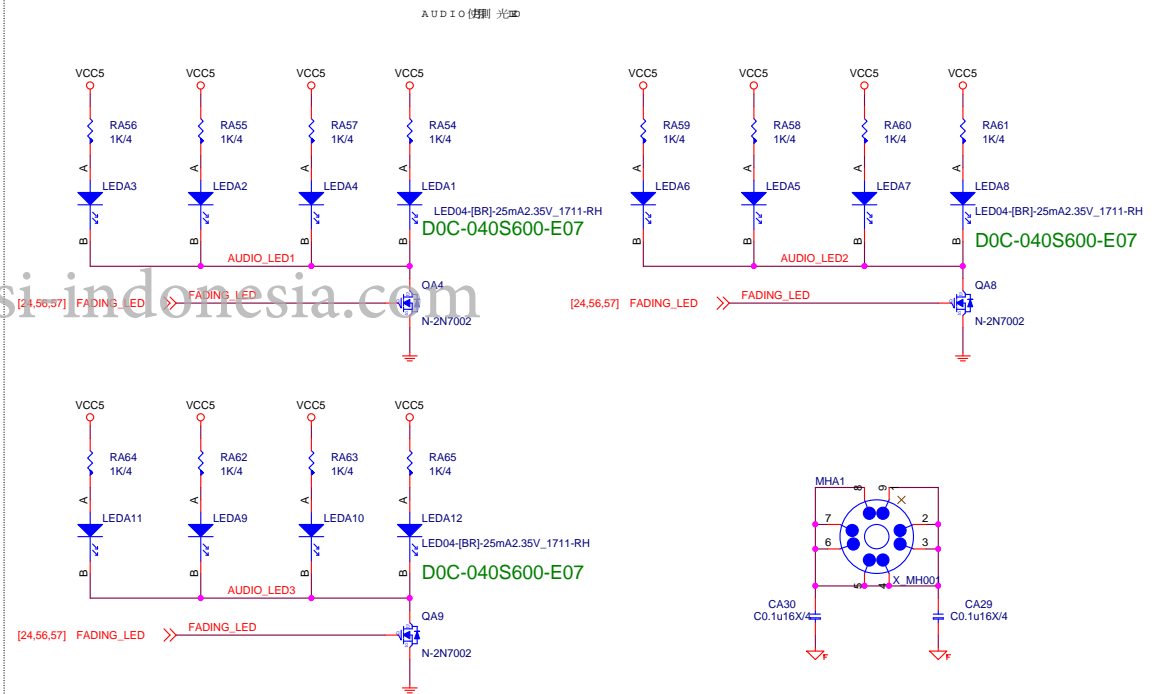 AUDIO
VCC5 VCC5 VCC5 VCC5 VCC5 VCC5 VCC5 VCC5
RA56 RA55 RA57 RA54 RA59 RA58 RA60 RA61
1K/4 1K/4 1K/4 1K/4 1K/4 1K/4 1K/4 1K/4
A A A A A A A A
LEDA3 LEDA2 LEDA4 LEDA1 LEDA6 LEDA5 LEDA7 LEDA8
LED04-[BR]-25mA2.35V_1711-RH LED04-[BR]-25mA2.35V_1711-RH
D0C-040S600-E07 D0C-040S600-E07
B B B B B B B B
AUDIO_LED1 AUDIO_LED2
QA4 QA8
si-indonesia.com
[24,56,57] FADING_LED FADING_LED [24,56,57] FADING_LED FADING_LED
N-2N7002 N-2N7002
VCC5 VCC5 VCC5 VCC5
RA64 RA62 RA63 RA65
1K/4 1K/4 1K/4 1K/4
A A A A
LEDA11 LEDA9 LEDA10 LEDA12
LED04-[BR]-25mA2.35V_1711-RH
D0C-040S600-E07
B B B B
AUDIO_LED3
QA9
[24,56,57] FADING_LED FADING_LED
N-2N7002
MHA1
8 9 1
7 2
6 3
5 4 X_MH001
CA30 CA29
C0.1u16X/4 C0.1u16X/4
F F